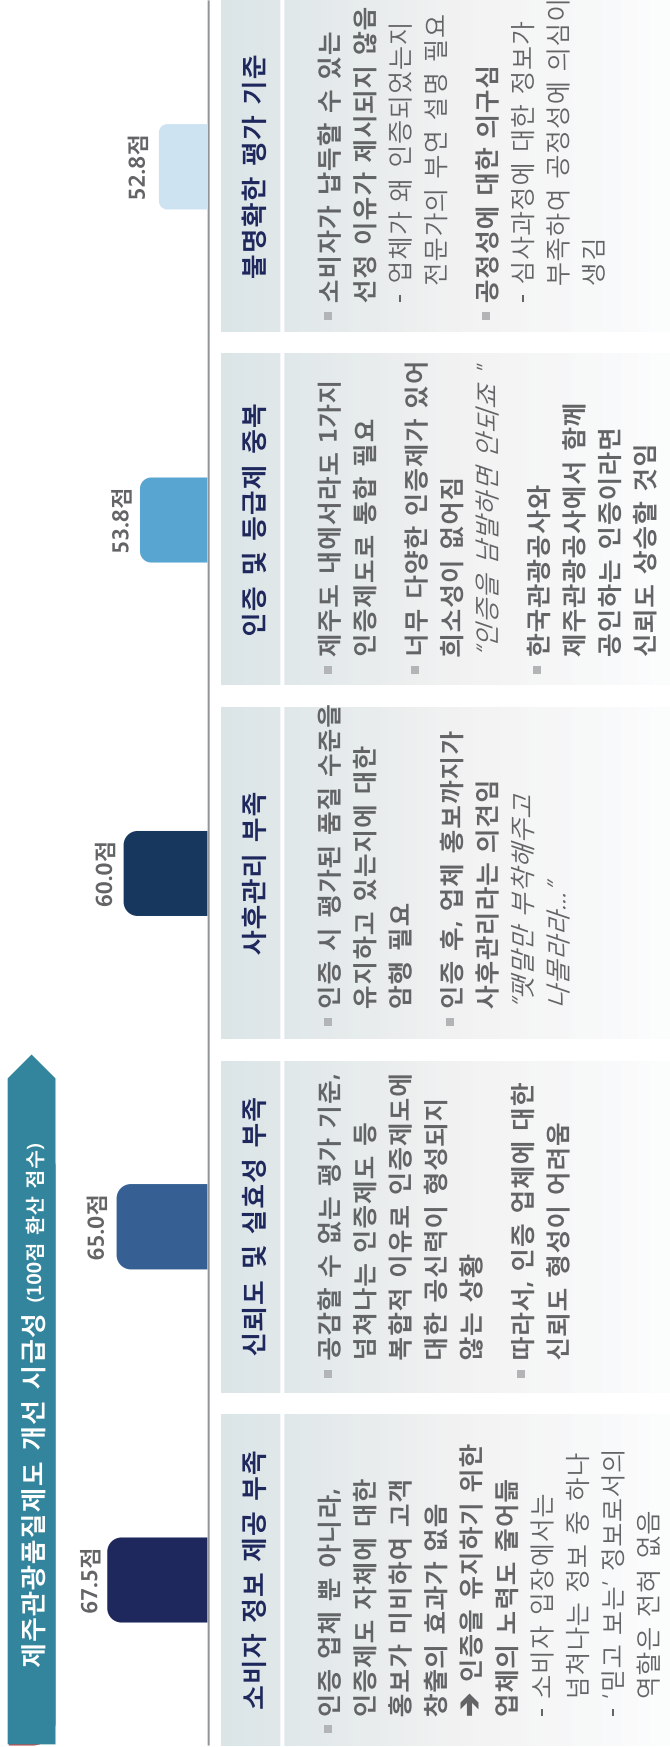 제주관광품질제도 개선 시급성 (100점 환산 점수)
67.5점
65.0점
60.0점
53.8점
52.8점
소비자 정보 제공 부족
인증 업체 뿐 아니라,
인증제도 자체에 대한
홍보가 미비하여 고객
창출의 효과가 없음
➔ 인증을 유지하기 위한
업체의 노력도 줄어듦
- 소비자 입장에서는
넘쳐나는 정보 중 하나
- ‘믿고 보는’ 정보로서의
역할은 전혀 없음
신뢰도 및 실효성 부족
공감할 수 없는 평가 기준,
넘쳐나는 인증제도 등
복합적 이유로 인증제도에
대한 공신력이 형성되지
않는 상황
따라서, 인증 업체에 대한
신뢰도 형성이 어려움
사후관리 부족
인증 시 평가된 품질 수준을
유지하고 있는지에 대한
암행 필요
인증 후, 업체 홍보까지가
사후관리라는 의견임
“팻말만 부착해주고
나몰라라…”
인증 및 등급제 중복
제주도 내에서라도 1가지
인증제도로 통합 필요
너무 다양한 인증제가 있어
희소성이 없어짐
“인증을 남발하면 안되죠 “
한국관광공사와
제주관광공사에서 함께
공인하는 인증이라면
신뢰도 상승할 것임
불명확한 평가 기준
소비자가 납득할 수 있는
선정 이유가 제시되지 않음
- 업체가 왜 인증되었는지
전문가의 부연 설명 필요
공정성에 대한 의구심
- 심사과정에 대한 정보가
부족하여 공정성에 의심이
생김